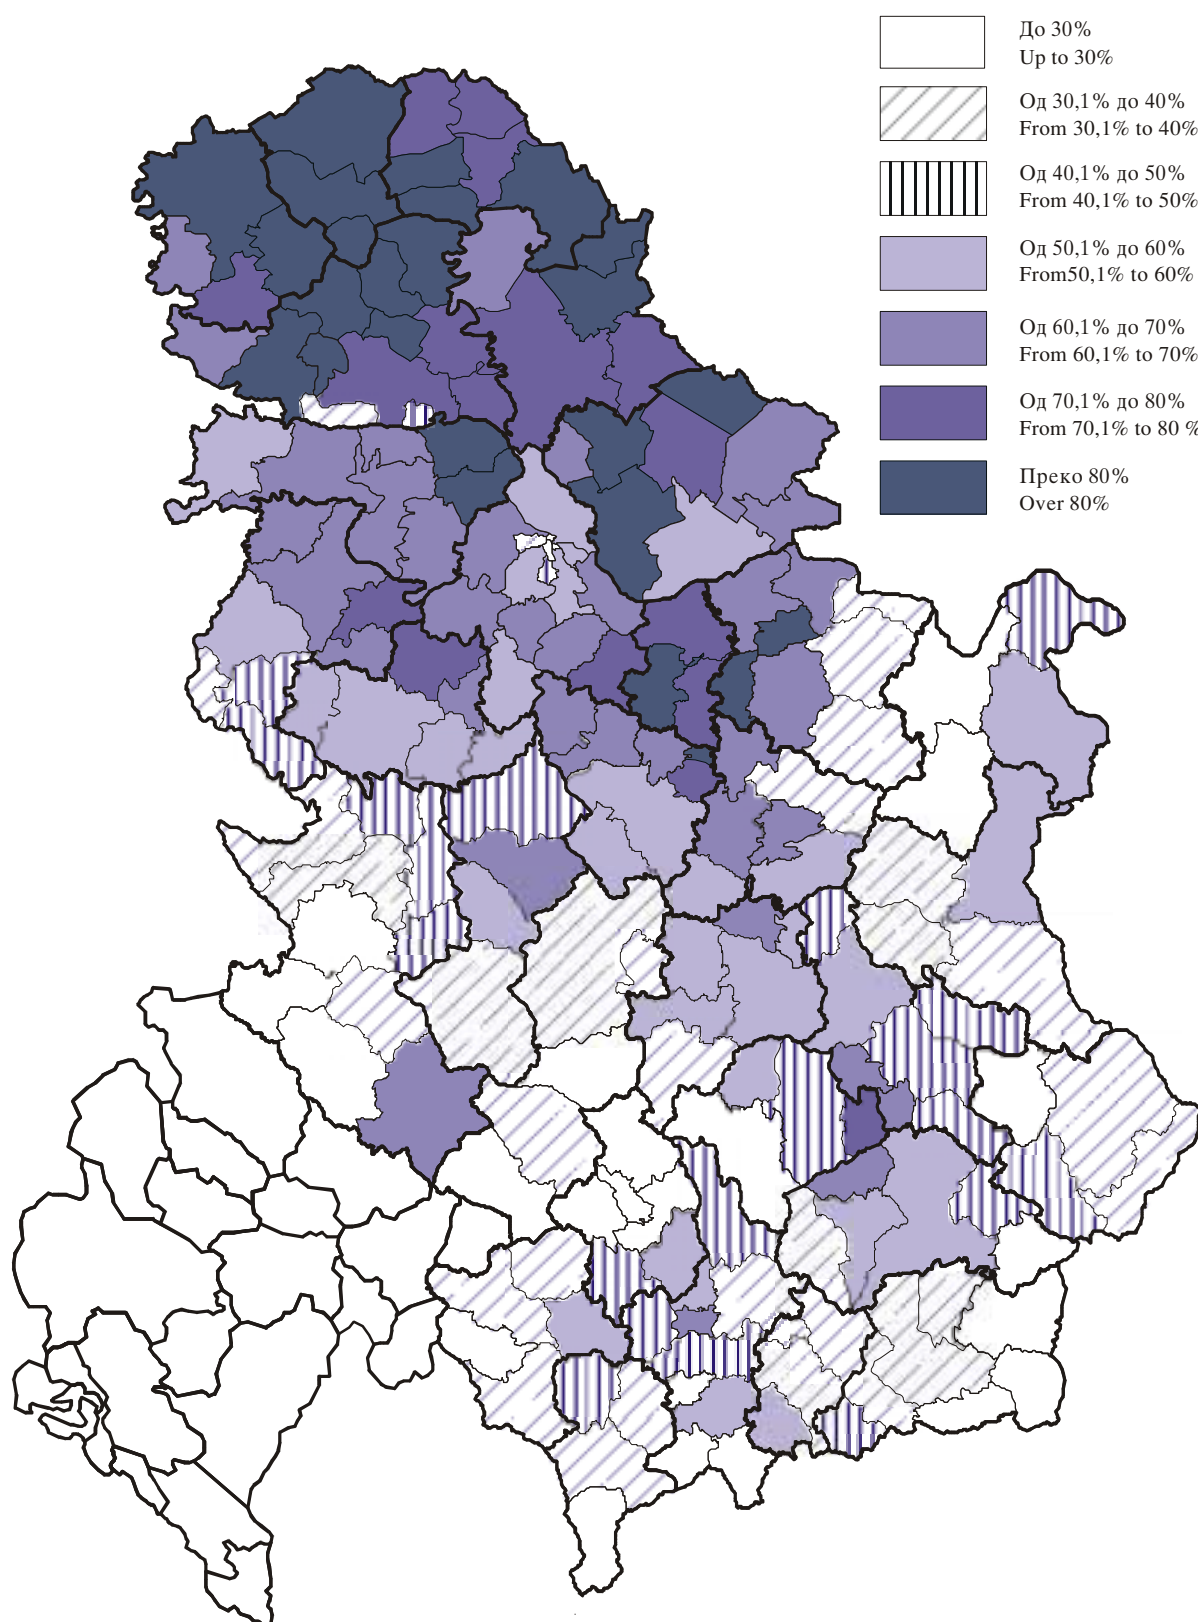 До 30%
Up to 30%
Од 30,1% до 40%
From 30,1% to 40%
Од 40,1% до 50%
From 40,1% to 50%
Од 50,1% до 60%
From50,1% to 60%
Од 60,1% до 70%
From 60,1% to 70%
Од 70,1% до 80%
From 70,1% to 80 %
Преко 80%
Over 80%